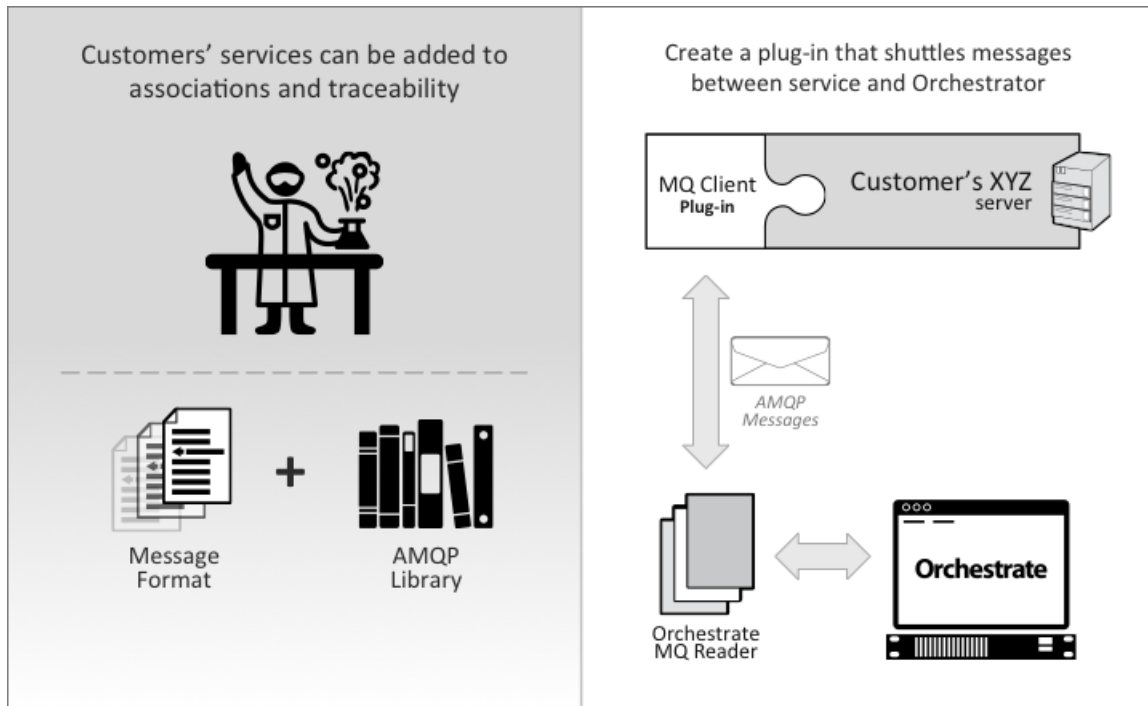 Customers’ services can be added to
associations and traceability
Message
Format
+
AMQP
Library
Create a plug-in that shuttles messages
between service and Orchestrator
MQ Client
Plug-in
Customer’s XYZ
server
AMQP
Messages
Orchestrate
MQ Reader
Orchestrate